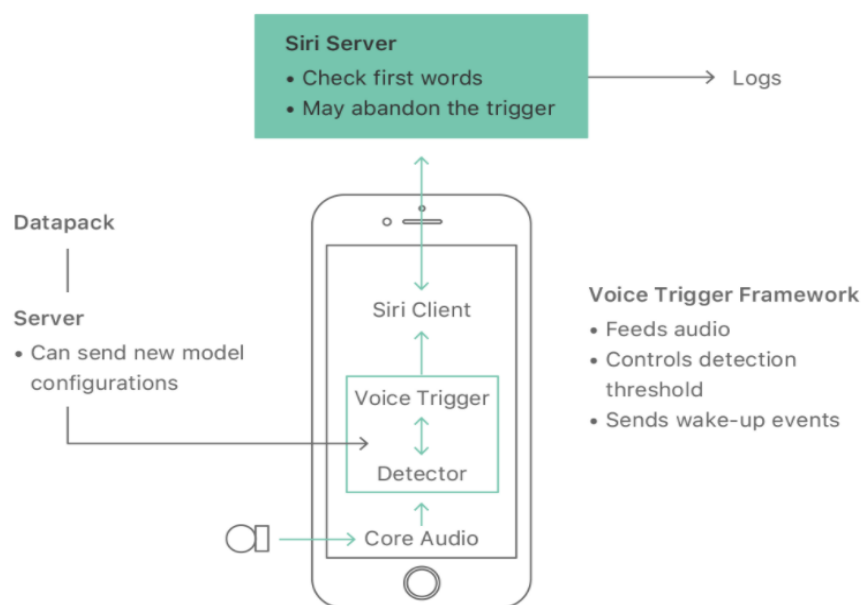 Siri Server
• Check first words
• May abandon the trigger
Logs
Datapack
Server
• Can send new model
configurations
Siri Client
Voice Trigger
Detector
Core Audio
Voice Trigger Framework
• Feeds audio
• Controls detection
threshold
• Sends wake-up events